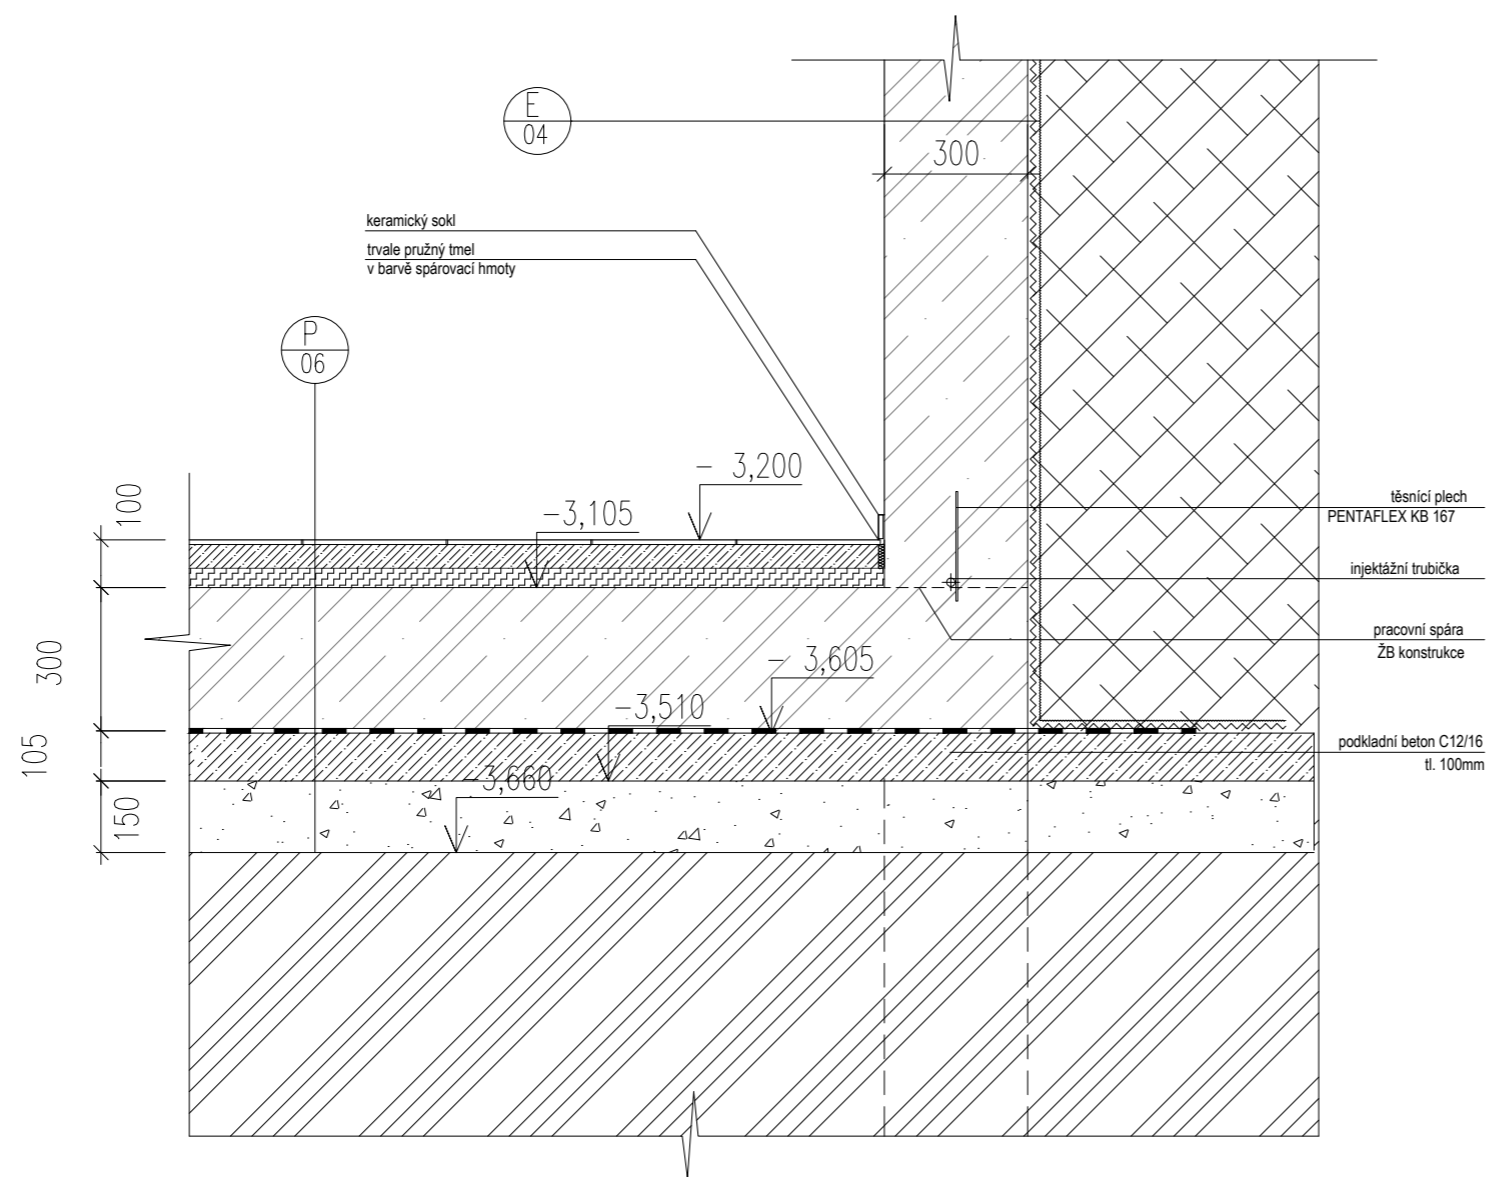 E
04
300
keramický sokl
trvale pružný tmel
v barvě spárovací hmoty
P
06
- 3,200
100
-3,105
těsnící plech
PENTAFLEX KB 167
injektážní trubička
pracovní spára
ŽB konstrukce
300
- 3,605
-3,510
105
podkladní beton C12/16
tl. 100mm
-3,660
150